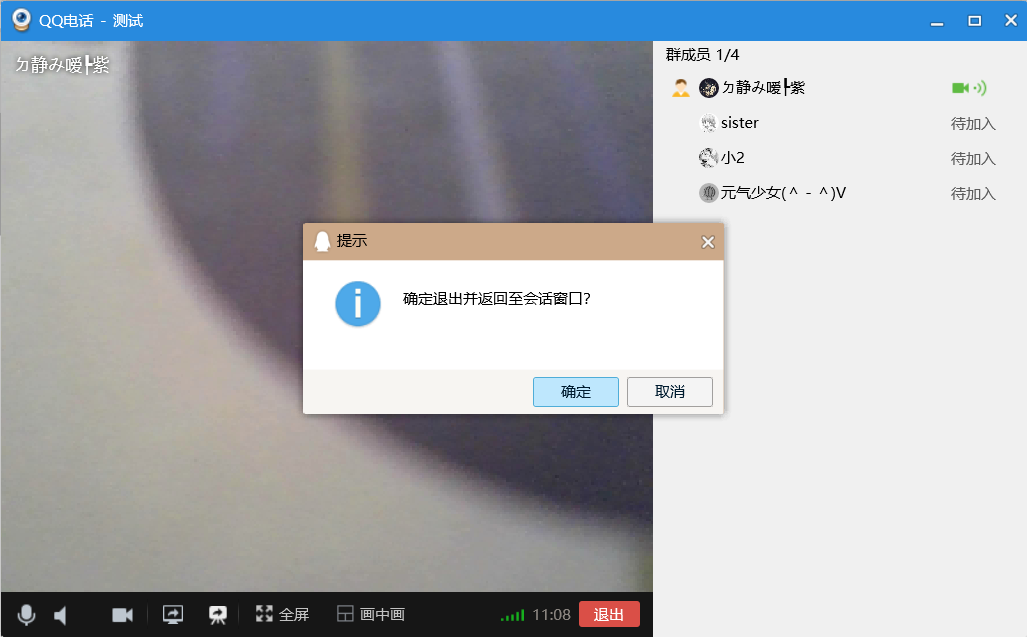 QQ电话 - 测试
ㄉ静み嗳┣紫
群成员 1/4
ㄉ静み嗳┣紫
sister
待加入
小2
待加入
元气少女(＾－＾)V
待加入
提示
确定退出并返回至会话窗口?
确定
取消
全屏
画中画
11:08
退出